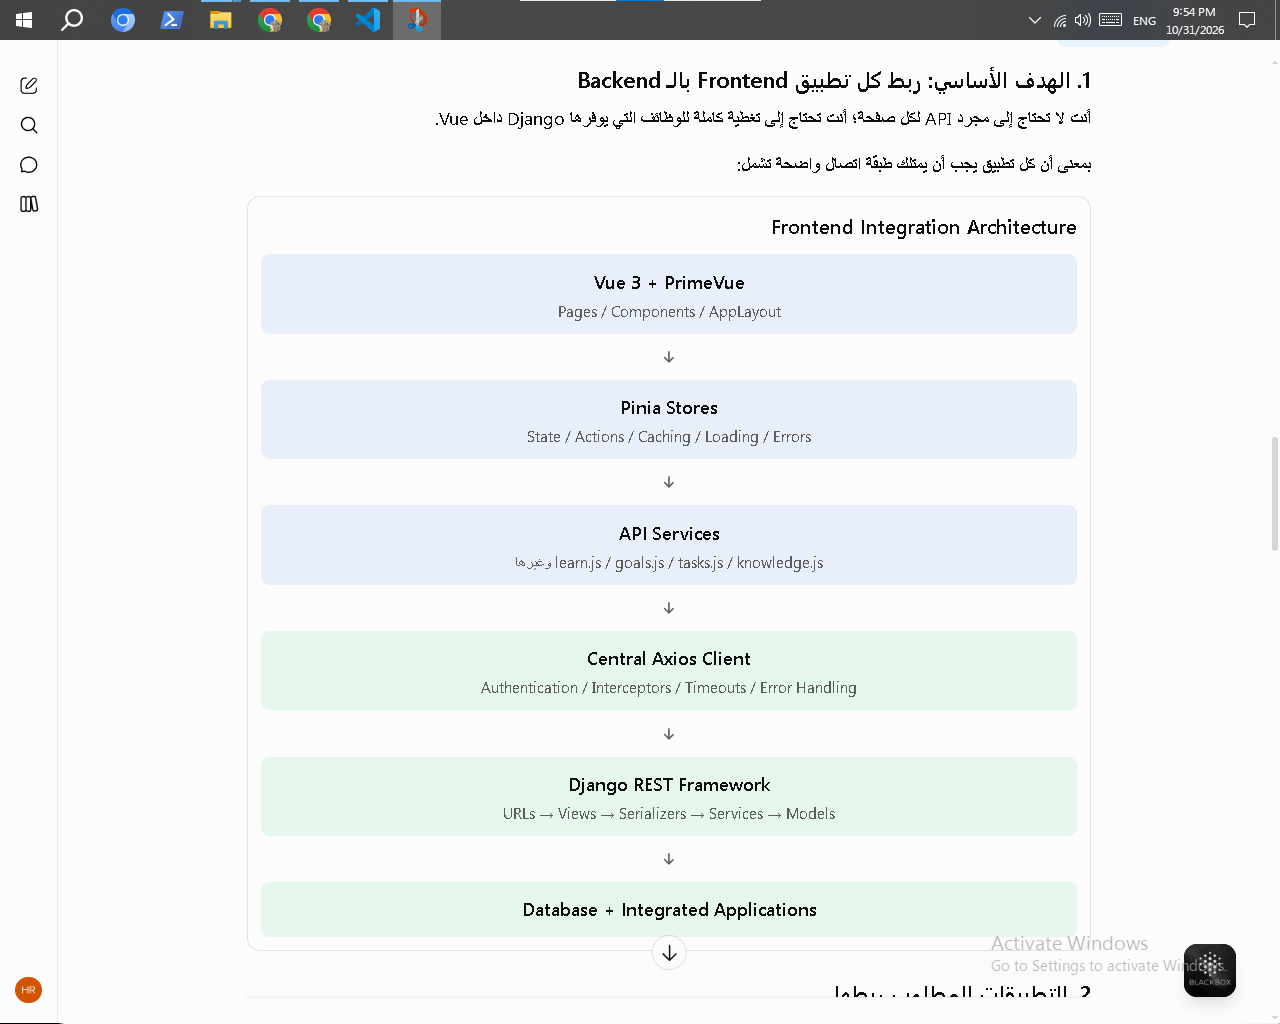 ENG
9:54 PM
10/31/2026
1. الهدف الأساسي: ربط كل تطبيق Frontend بالـ Backend
أنت لا تحتاج إلى مجرد API لكل صفحة؛ أنت تحتاج إلى تغطية كاملة للوظائف التي يوفرها Django داخل Vue.
بمعنى أن كل تطبيق يجب أن يمتلك طبقة اتصال واضحة تشمل:
Frontend Integration Architecture
Vue 3 + PrimeVue
Pages / Components / AppLayout
↓
Pinia Stores
State / Actions / Caching / Loading / Errors
↓
API Services
learn.js / goals.js / tasks.js / knowledge.js وغيرها
↓
Central Axios Client
Authentication / Interceptors / Timeouts / Error Handling
↓
Django REST Framework
URLs → Views → Serializers → Services → Models
↓
Database + Integrated Applications
Activate Windows
Go to Settings to activate Windows.
BLACKBOX
HR
2. التطبيقات المطلوب ربطها